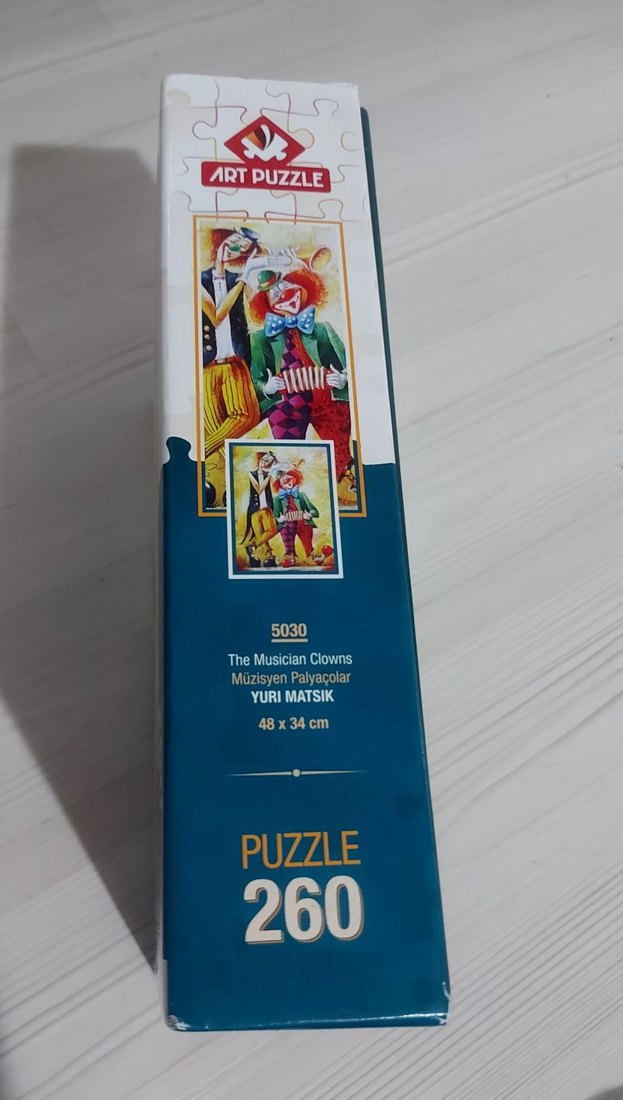 ART PUZZLE
5030
The Musician Clowns
Müzisyen Palyaçolar
YURI MATSIK
48 x 34 cm
PUZZLE
260